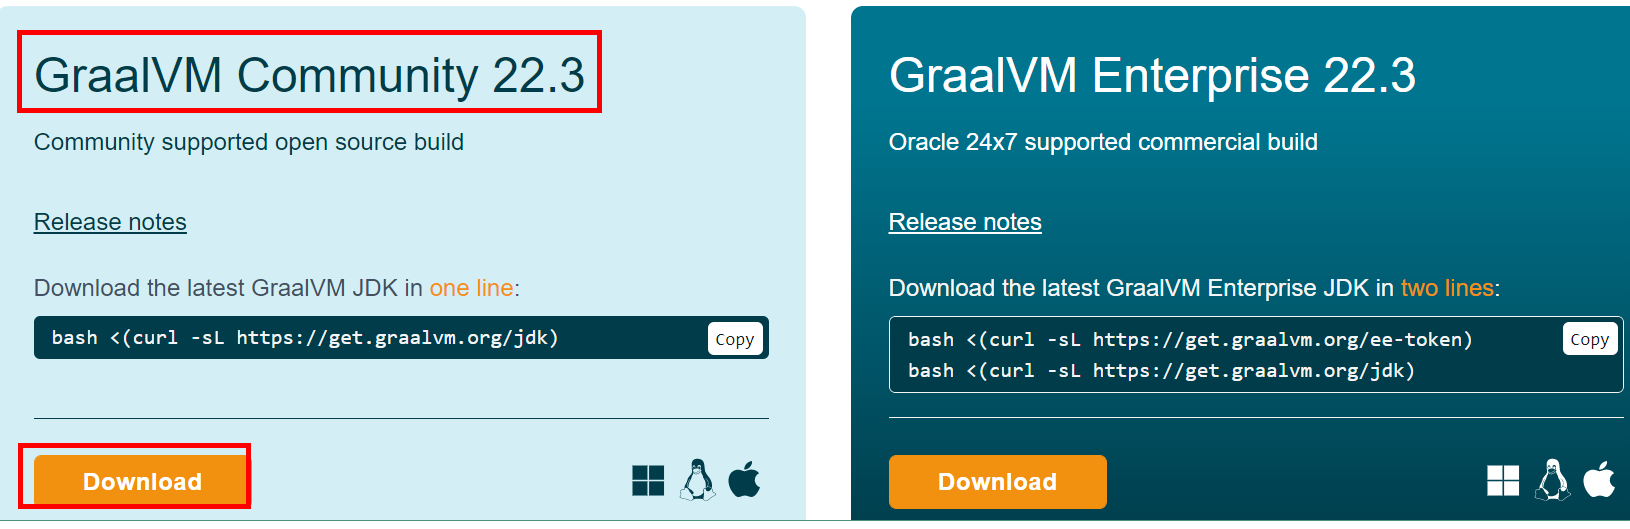 GraalVM Community 22.3
Community supported open source build
Release notes
Download the latest GraalVM JDK in one line:
bash <(curl -sL https://get.graalvm.org/jdk)
Copy
Download
GraalVM Enterprise 22.3
Oracle 24x7 supported commercial build
Release notes
Download the latest GraalVM Enterprise JDK in two lines:
bash <(curl -sL https://get.graalvm.org/ee-token)
bash <(curl -sL https://get.graalvm.org/jdk)
Copy
Download